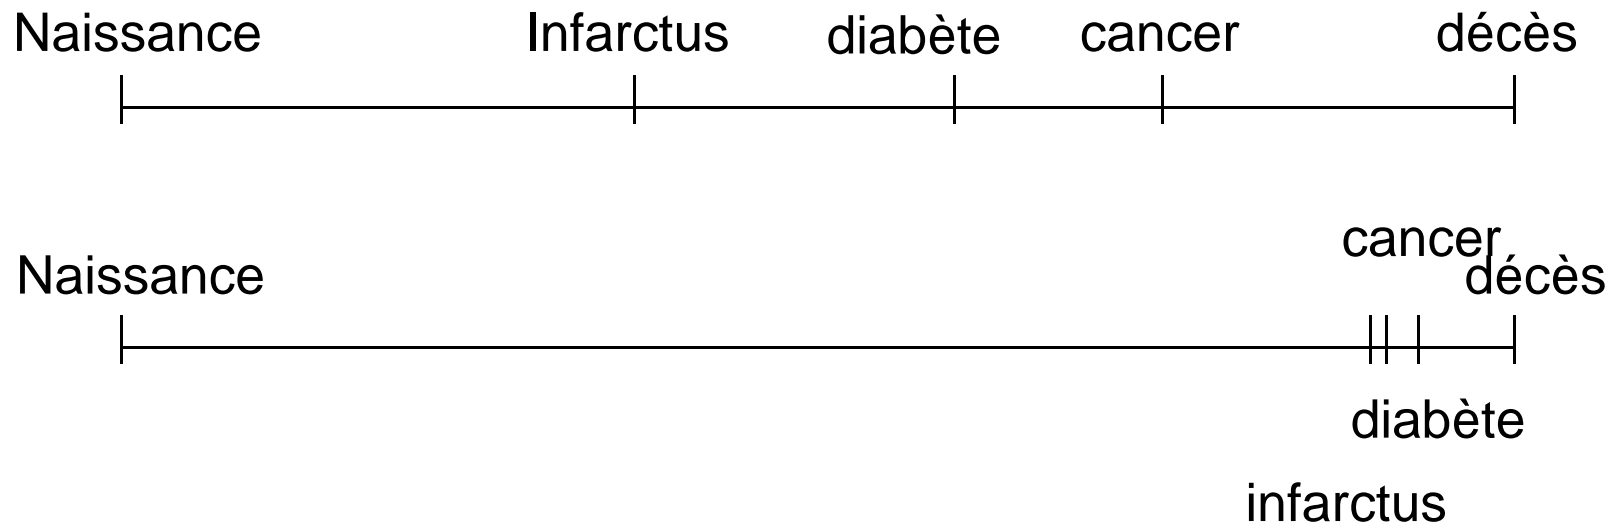 Naissance Infarctus diabète cancer décès
cancer
Naissance décès
diabète
infarctus